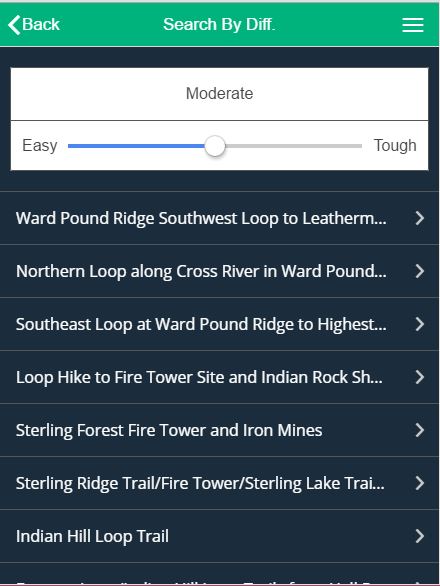 Back Search By Diff.
Moderate
Easy Tough
Ward Pound Ridge Southwest Loop to Leatherm...
Northern Loop along Cross River in Ward Pound...
Southeast Loop at Ward Pound Ridge to Highest...
Loop Hike to Fire Tower Site and Indian Rock Sh...
Sterling Forest Fire Tower and Iron Mines
Sterling Ridge Trail/Fire Tower/Sterling Lake Trai...
Indian Hill Loop Trail